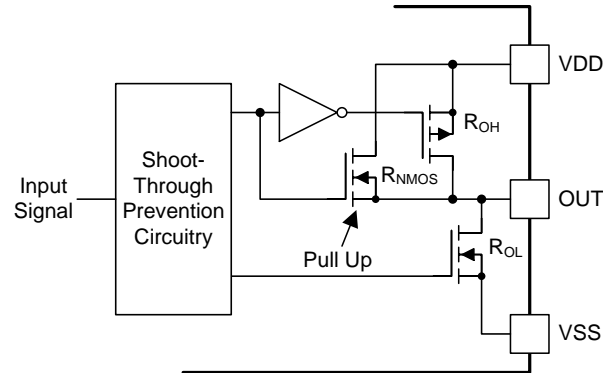 VDD
R_OH
Shoot-
Through
Prevention
Circuitry
Input
Signal
R_NMOS
OUT
Pull Up
R_OL
VSS